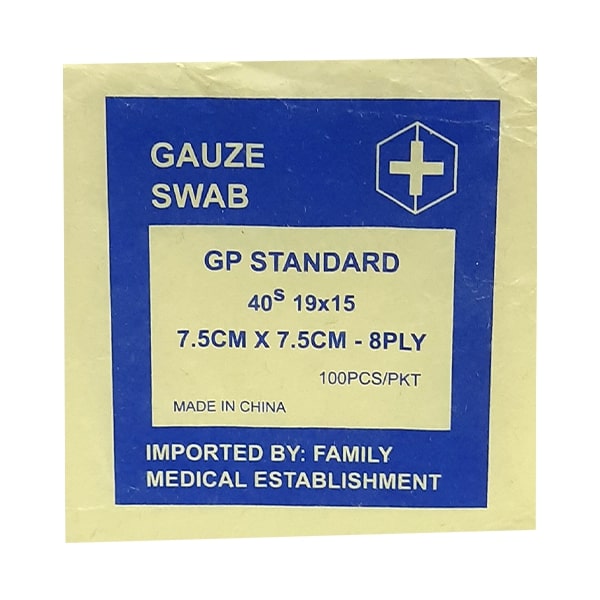 GAUZE
SWAB
GP STANDARD
40ˢ 19x15
7.5CM X 7.5CM - 8PLY
100PCS/PKT
MADE IN CHINA
IMPORTED BY: FAMILY
MEDICAL ESTABLISHMENT